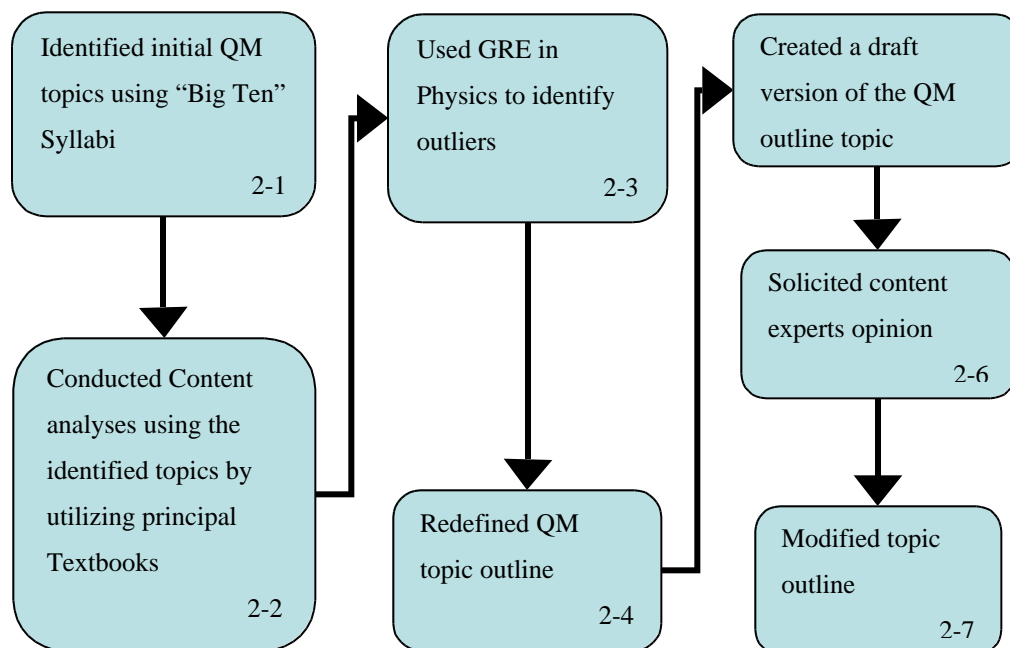 Identified initial QM
topics using “Big Ten”
Syllabi
2-1
Conducted Content
analyses using the
identified topics by
utilizing principal
Textbooks
2-2
Used GRE in
Physics to identify
outliers
2-3
Redefined QM
topic outline
2-4
Created a draft
version of the QM
outline topic
Solicited content
experts opinion
2-6
Modified topic
outline
2-7